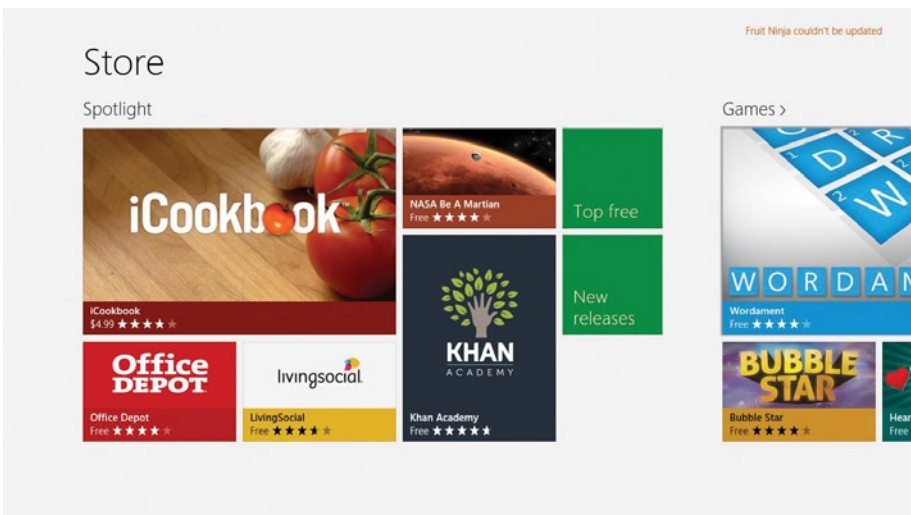 Fruit Ninja couldn't be updated
Store
Spotlight
iCookbook™
iCookbook
$4.99
NASA Be A Martian
Free
Top free
New
releases
KHAN
ACADEMY
Khan Academy
Free
Office
DEPOT
Office Depot
Free
livingsocial.
LivingSocial
Free
Games >
D R
W
WORDAM
Wordament
Free
BUBBLE
STAR
Bubble Star
Free
Hear
Free